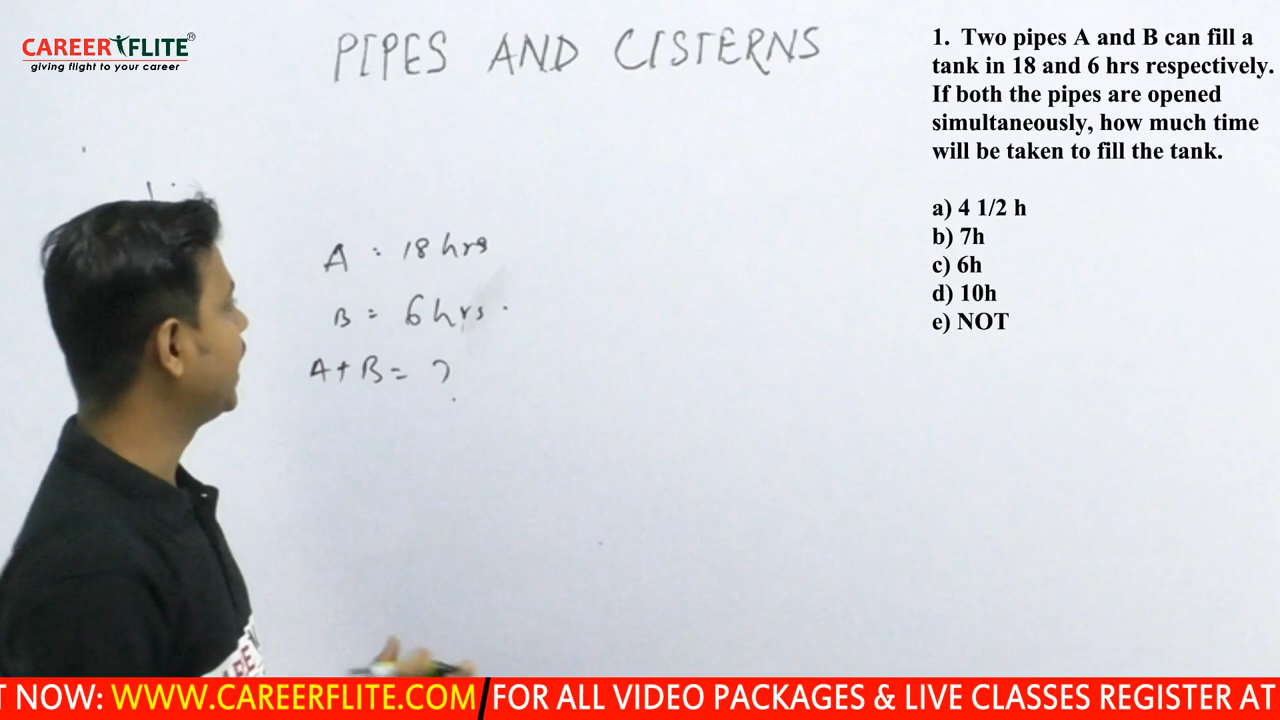 CAREER FLITE®
giving flight to your career
PIPES AND CISTERNS
A : 18 hrs
B = 6 hrs.
A + B = ?
1. Two pipes A and B can fill a
tank in 18 and 6 hrs respectively.
If both the pipes are opened
simultaneously, how much time
will be taken to fill the tank.
a) 4 1/2 h
b) 7h
c) 6h
d) 10h
e) NOT
T NOW: WWW.CAREERFLITE.COM / FOR ALL VIDEO PACKAGES & LIVE CLASSES REGISTER AT